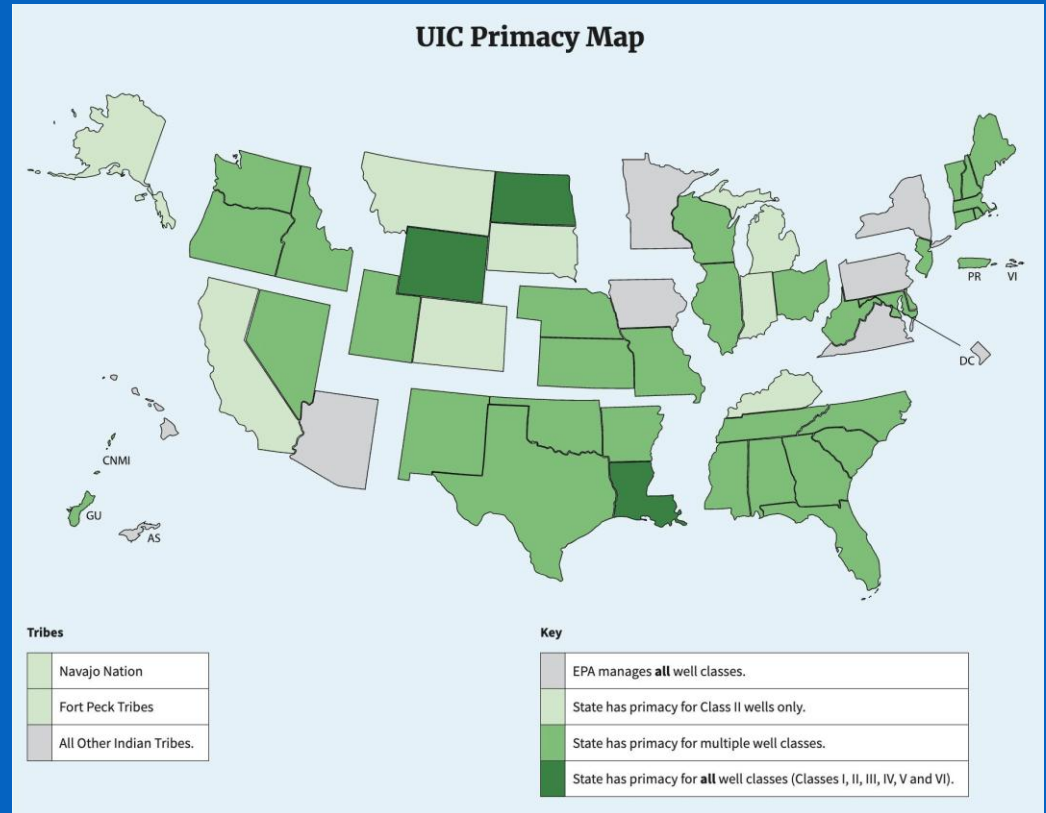 UIC Primacy Map
PR
VI
DC
CNMI
GU
AS
Tribes
Navajo Nation
Fort Peck Tribes
All Other Indian Tribes.
Key
EPA manages all well classes.
State has primacy for Class II wells only.
State has primacy for multiple well classes.
State has primacy for all well classes (Classes I, II, III, IV, V and VI).